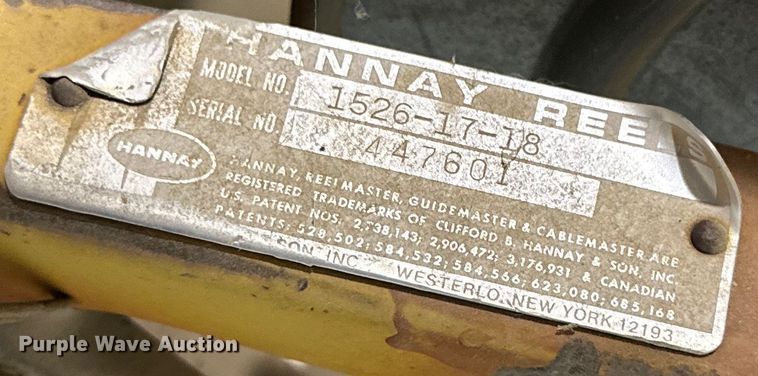 HANNAY REELS
MODEL NO. 1526-17-18
SERIAL NO. 447601
HANNAY
HANNAY, REELMASTER, GUIDEMASTER & CABLEMASTER ARE
REGISTERED TRADEMARKS OF CLIFFORD B. HANNAY & SON, INC.
U.S. PATENT NOS. 2,738,143; 2,906,472; 3,176,931 & CANADIAN
PATENTS; 528,502; 584,532; 584,566; 623,080; 685,168
SON, INC. WESTERLO, NEW YORK 12193
Purple Wave Auction